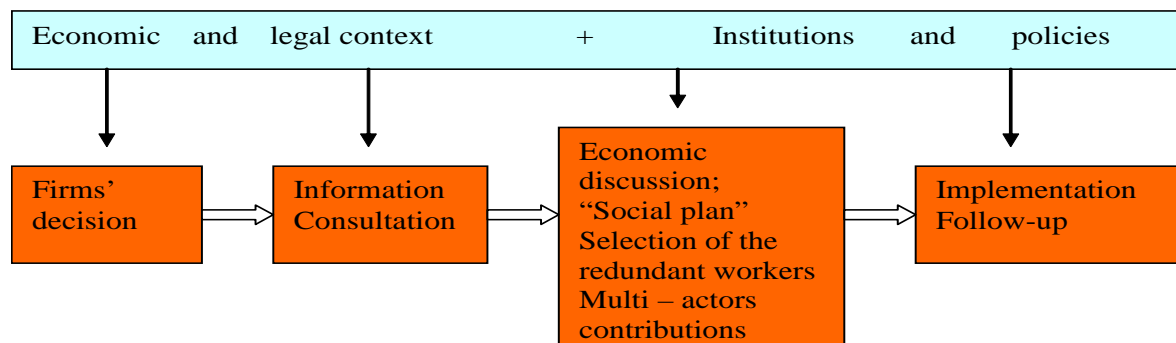 Economic and legal context + Institutions and policies
Firms’
decision
Information
Consultation
Economic
discussion;
“Social plan”
Selection of the
redundant workers
Multi – actors
contributions
Implementation
Follow-up